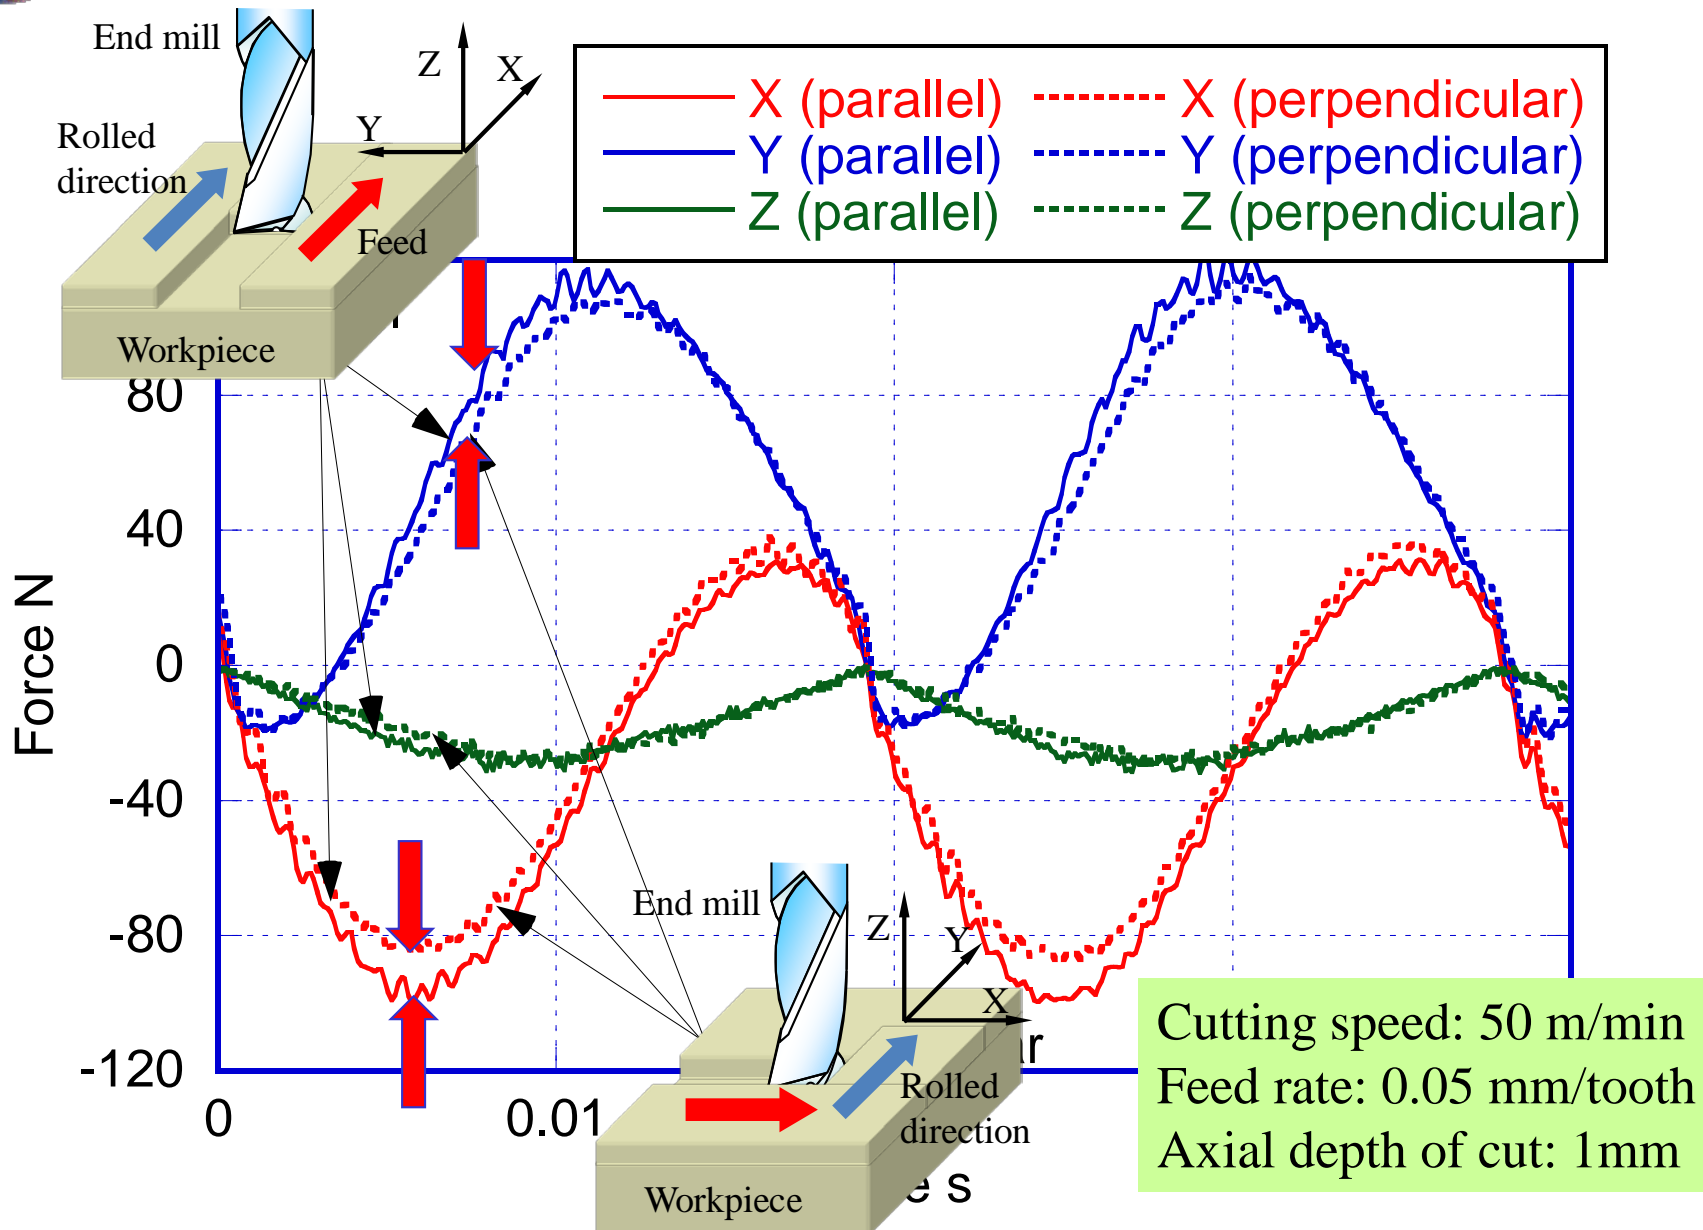 End mill
Z
X
Y
Rolled
direction
Feed
Workpiece
X (parallel)
X (perpendicular)
Y (parallel)
Y (perpendicular)
Z (parallel)
Z (perpendicular)
80
40
0
-40
-80
-120
Force N
0
0.01
End mill
Z
Y
X
Rolled
direction
Workpiece
s
Cutting speed: 50 m/min
Feed rate: 0.05 mm/tooth
Axial depth of cut: 1mm